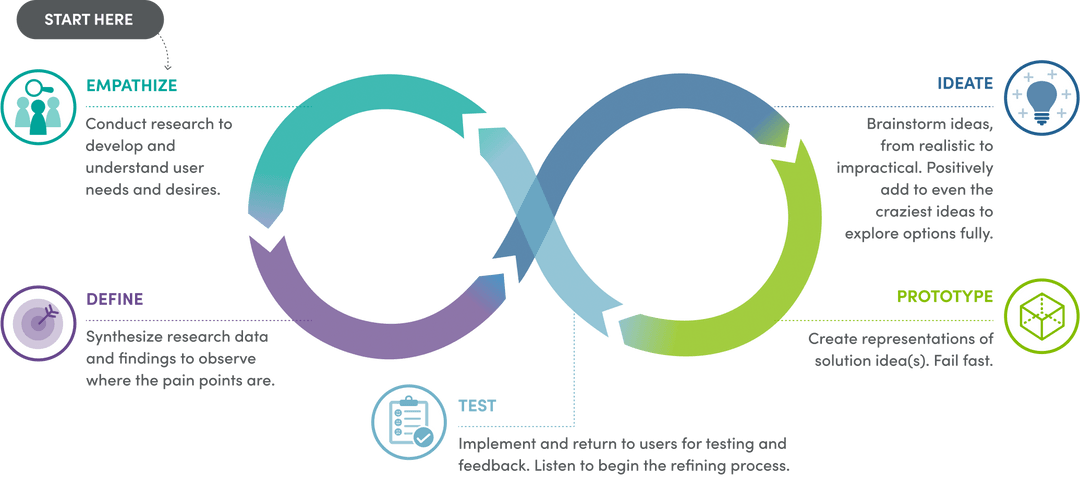 START HERE
EMPATHIZE
Conduct research to
develop and
understand user
needs and desires.
DEFINE
Synthesize research data
and findings to observe
where the pain points are.
IDEATE
Brainstorm ideas,
from realistic to
impractical. Positively
add to even the
craziest ideas to
explore options fully.
PROTOTYPE
Create representations of
solution idea(s). Fail fast.
TEST
Implement and return to users for testing and
feedback. Listen to begin the refining process.